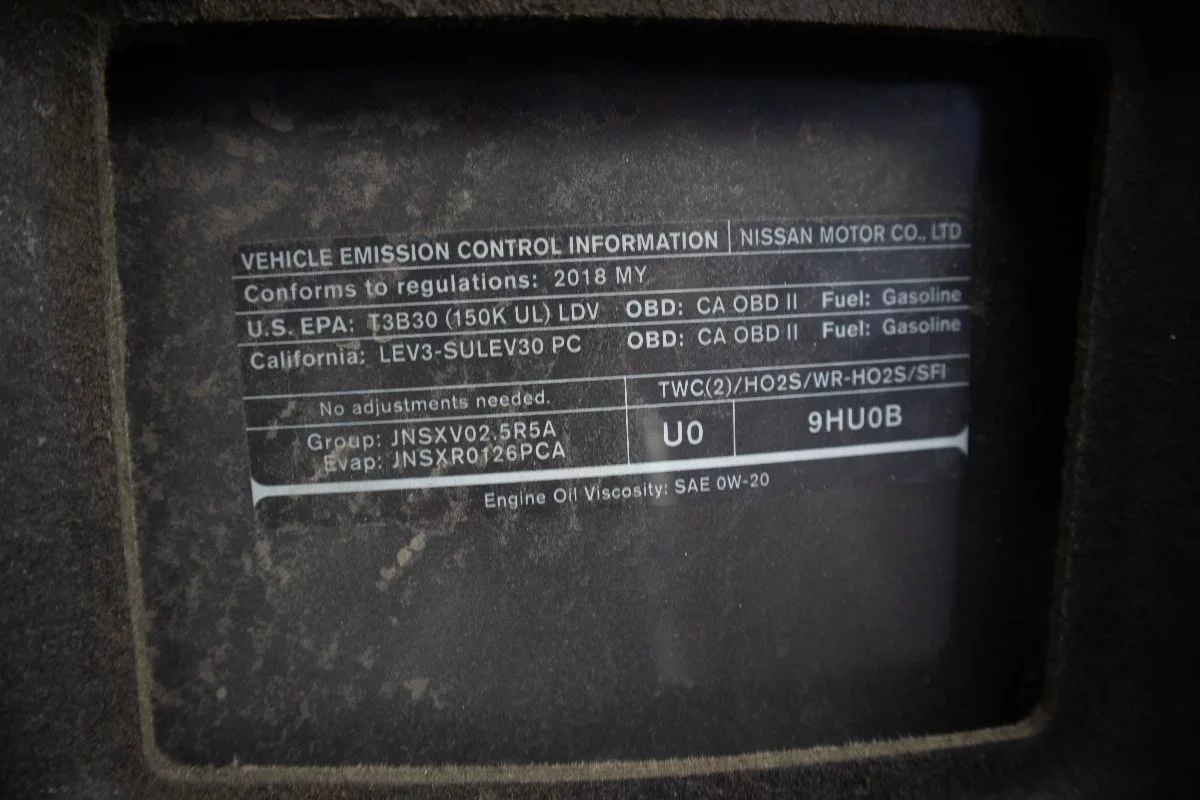 VEHICLE EMISSION CONTROL INFORMATION NISSAN MOTOR CO., LTD
Conforms to regulations: 2018 MY
U.S. EPA: T3B30 (150K UL) LDV OBD: CA OBD II Fuel: Gasoline
California: LEV3-SULEV30 PC OBD: CA OBD II Fuel: Gasoline
No adjustments needed. TWC(2)/HO2S/WR-HO2S/SFI
Group: JNSXV02.5R5A U0 9HU0B
Evap: JNSXR0126PCA
Engine Oil Viscosity: SAE 0W-20